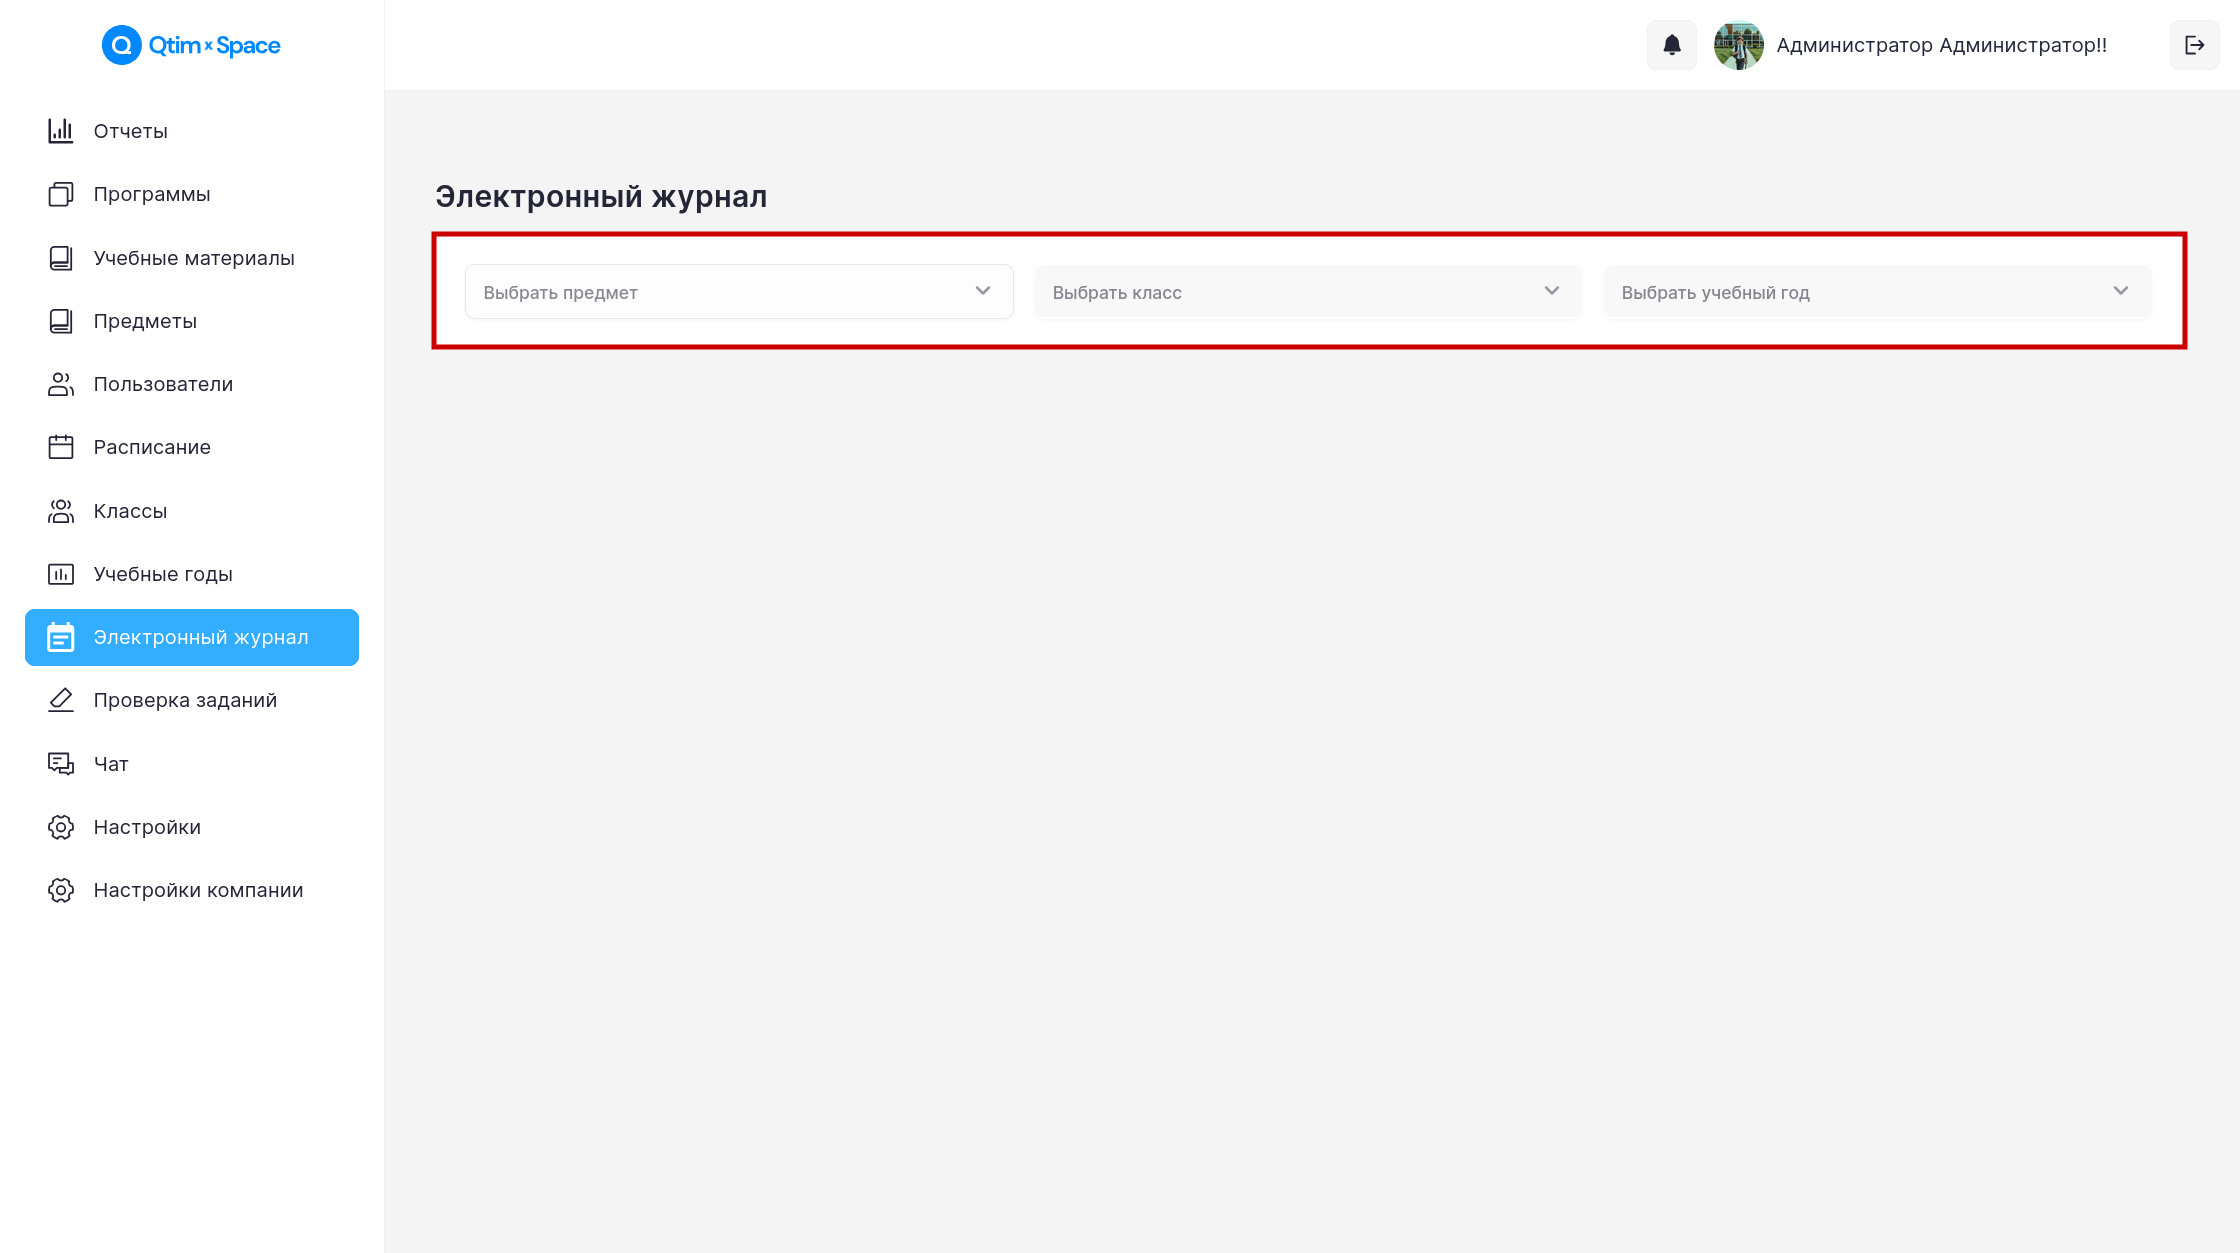 Qtim × Space
Администратор Администратор!!
Отчеты
Программы
Учебные материалы
Предметы
Пользователи
Расписание
Классы
Учебные годы
Электронный журнал
Проверка заданий
Чат
Настройки
Настройки компании
Электронный журнал
Выбрать предмет
Выбрать класс
Выбрать учебный год